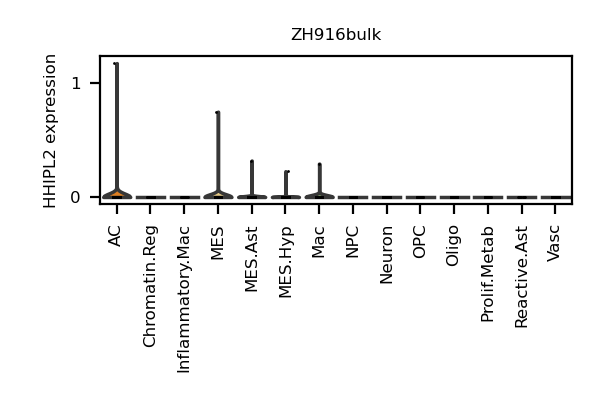 ZH916bulk
HHIPL2 expression
1
0
AC
Chromatin.Reg
Inflammatory.Mac
MES
MES.Ast
MES.Hyp
Mac
NPC
Neuron
OPC
Oligo
Prolif.Metab
Reactive.Ast
Vasc